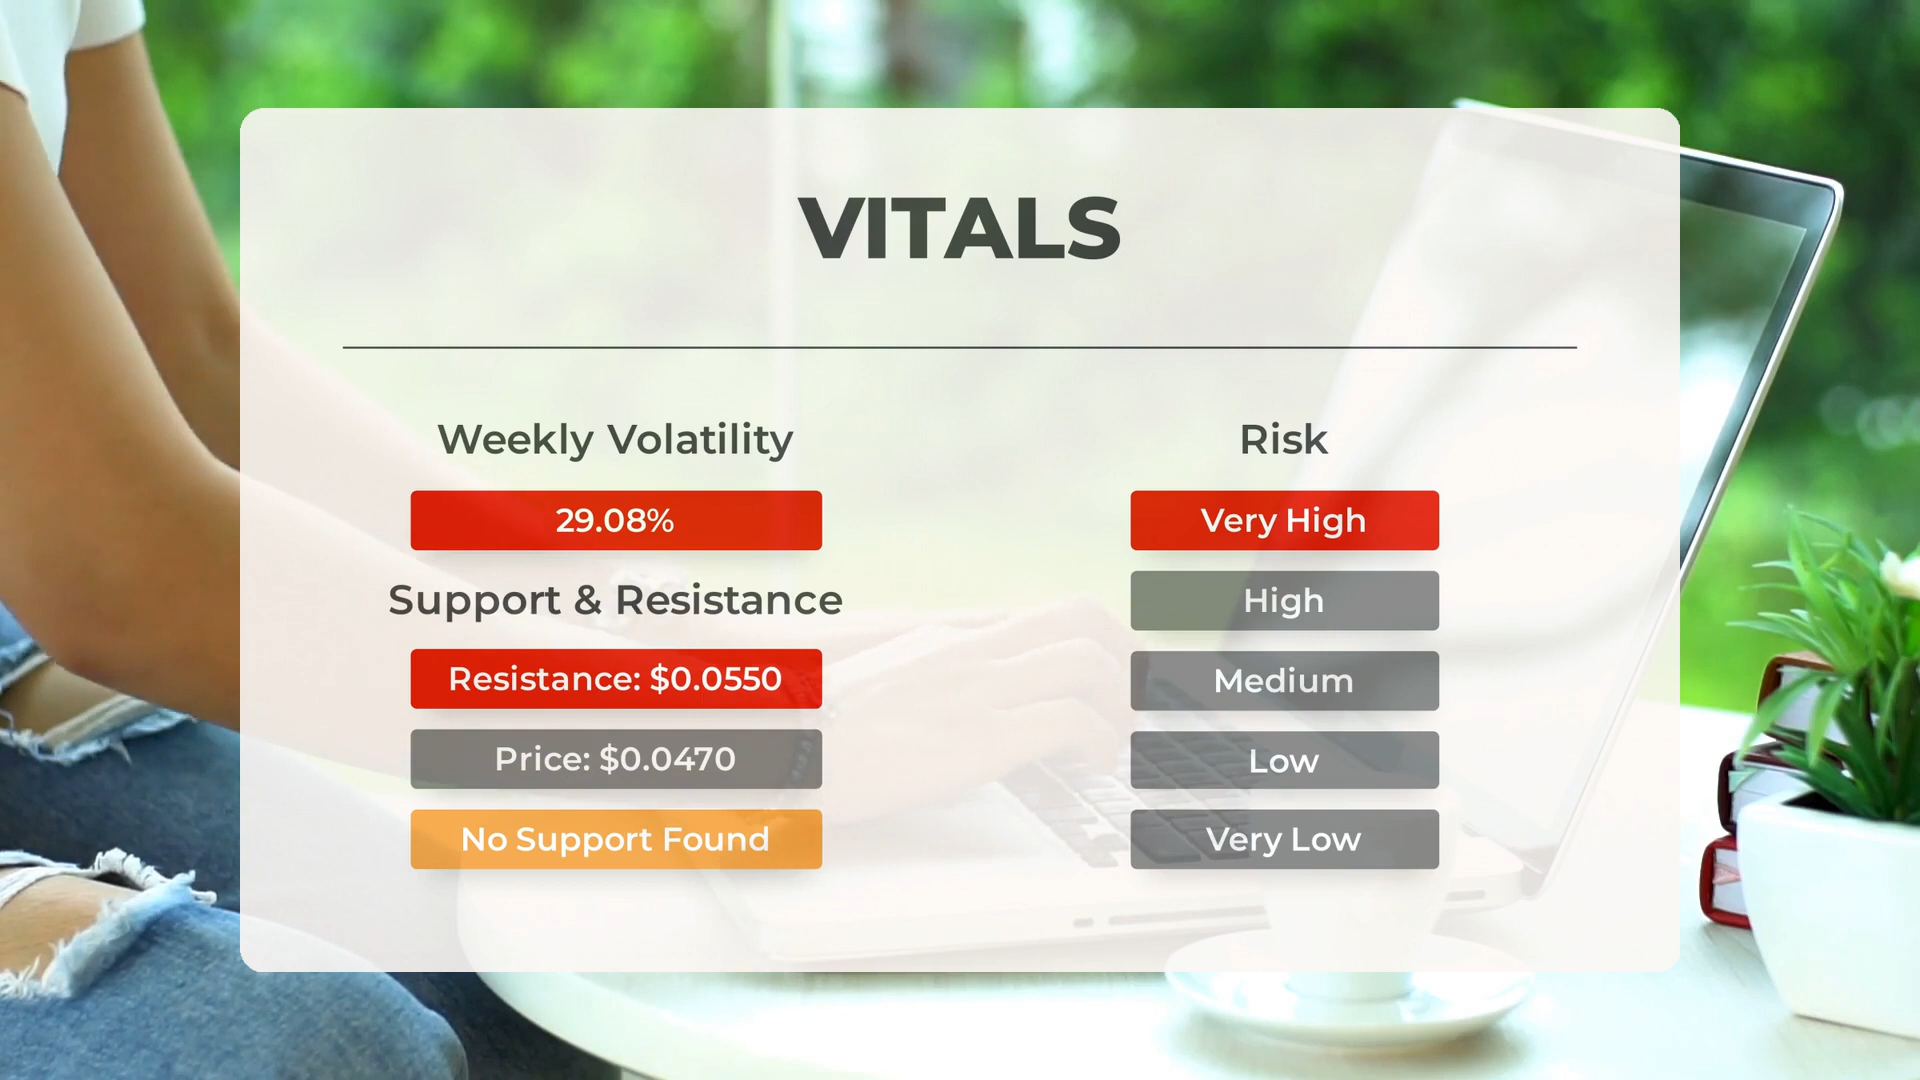 VITALS
Weekly Volatility
29.08%
Support & Resistance
Resistance: $0.0550
Price: $0.0470
No Support Found
Risk
Very High
High
Medium
Low
Very Low